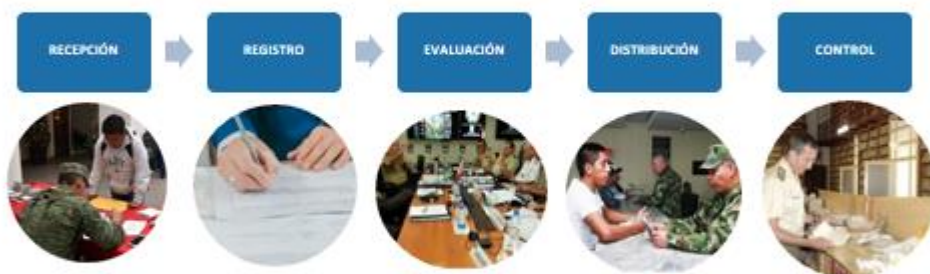 RECEPCIÓN
REGISTRO
EVALUACIÓN
DISTRIBUCIÓN
CONTROL